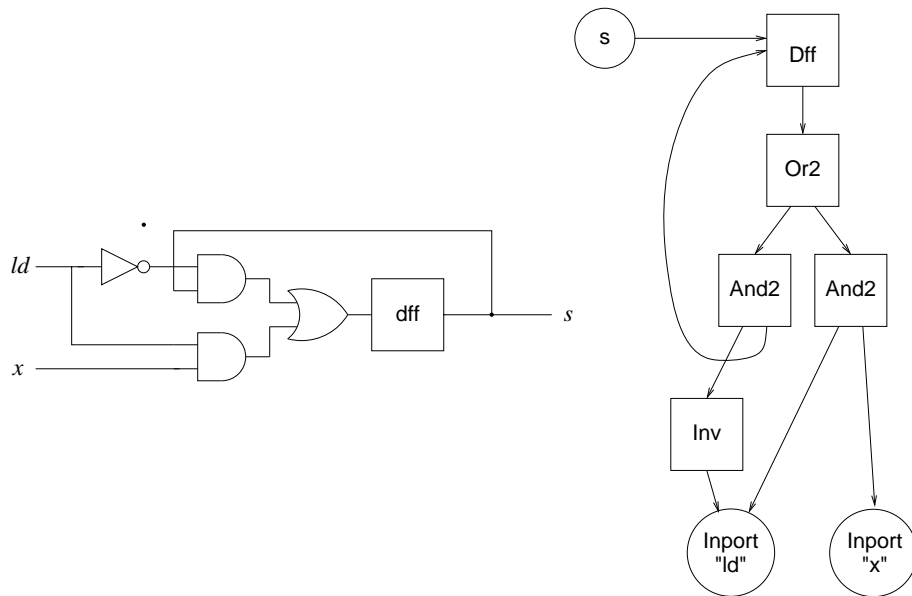 ld
x
dff
s
s
Dff
Or2
And2
And2
Inv
Inport
"ld"
Inport
"x"